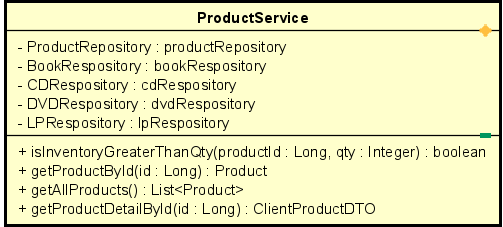 ProductService
- ProductRepository : productRepository
- BookRespository : bookRespository
- CDRespository : cdRespository
- DVDRespository : dvdRespository
- LPRespository : lpRespository
+ isInventoryGreaterThanQty(productId : Long, qty : Integer) : boolean
+ getProductById(id : Long) : Product
+ getAllProducts() : List<Product>
+ getProductDetailById(id : Long) : ClientProductDTO